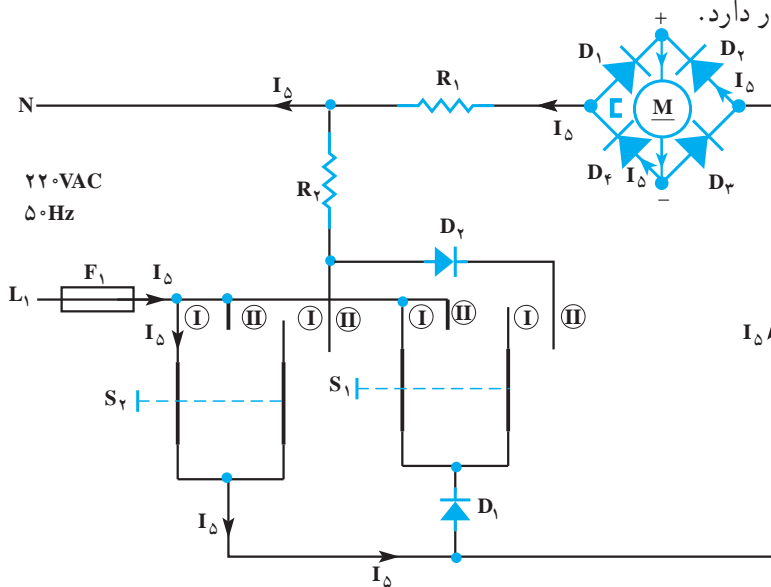 ر دارد.
+
D۱ D۲
R۱ I۵
N I۵ I۵ M
D۴ I۵ D۳
−
۲۲۰VAC
۵۰Hz
R۲
D۲
F۱
L۱ I۵
I II I II I II I II
I۵ I۵
S۲ S۱
D۱
I۵
I۵